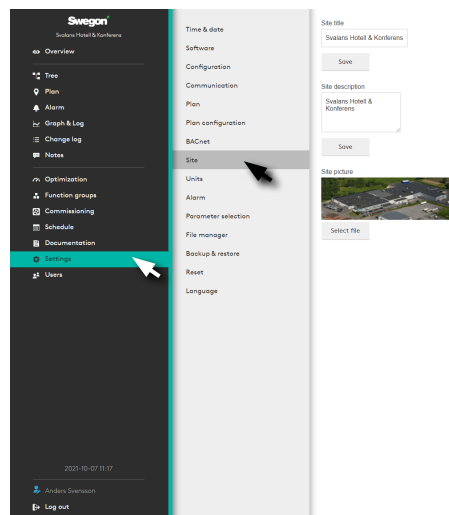 Swegon
Svalans Hotell & Konferens
Overview
Tree
Plan
Alarm
Graph & Log
Change log
Notes
Optimization
Function groups
Commissioning
Schedule
Documentation
Settings
Users
2021-10-07 11:17
Anders Svensson
Log out
Time & date
Software
Configuration
Communication
Plan
Plan configuration
BACnet
Site
Units
Alarm
Parameter selection
File manager
Backup & restore
Reset
Language
Site title
Svalans Hotell & Konferens
Save
Site description
Svalans Hotell &
Konferens
Save
Site picture
Select file